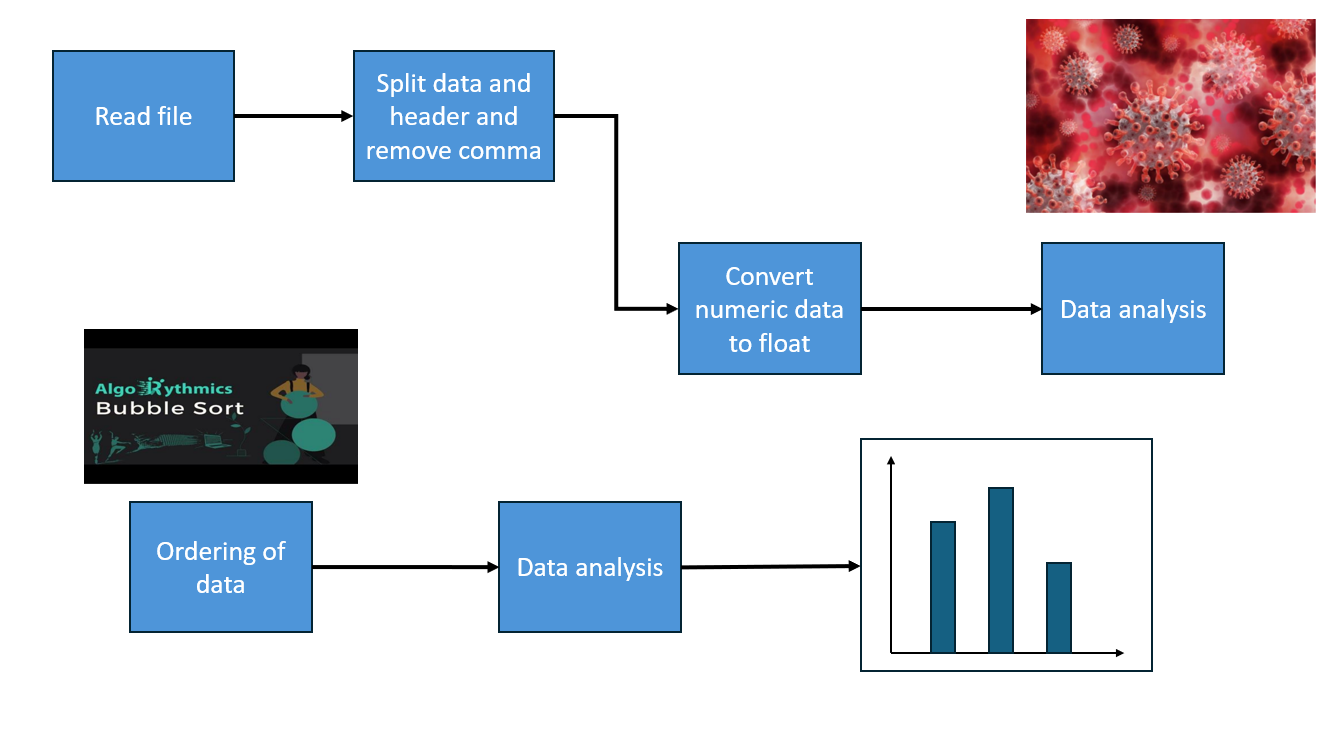 Read file
Split data and
header and
remove comma
Convert
numeric data
to float
Data analysis
AlgoRythmics
Bubble Sort
Ordering of
data
Data analysis